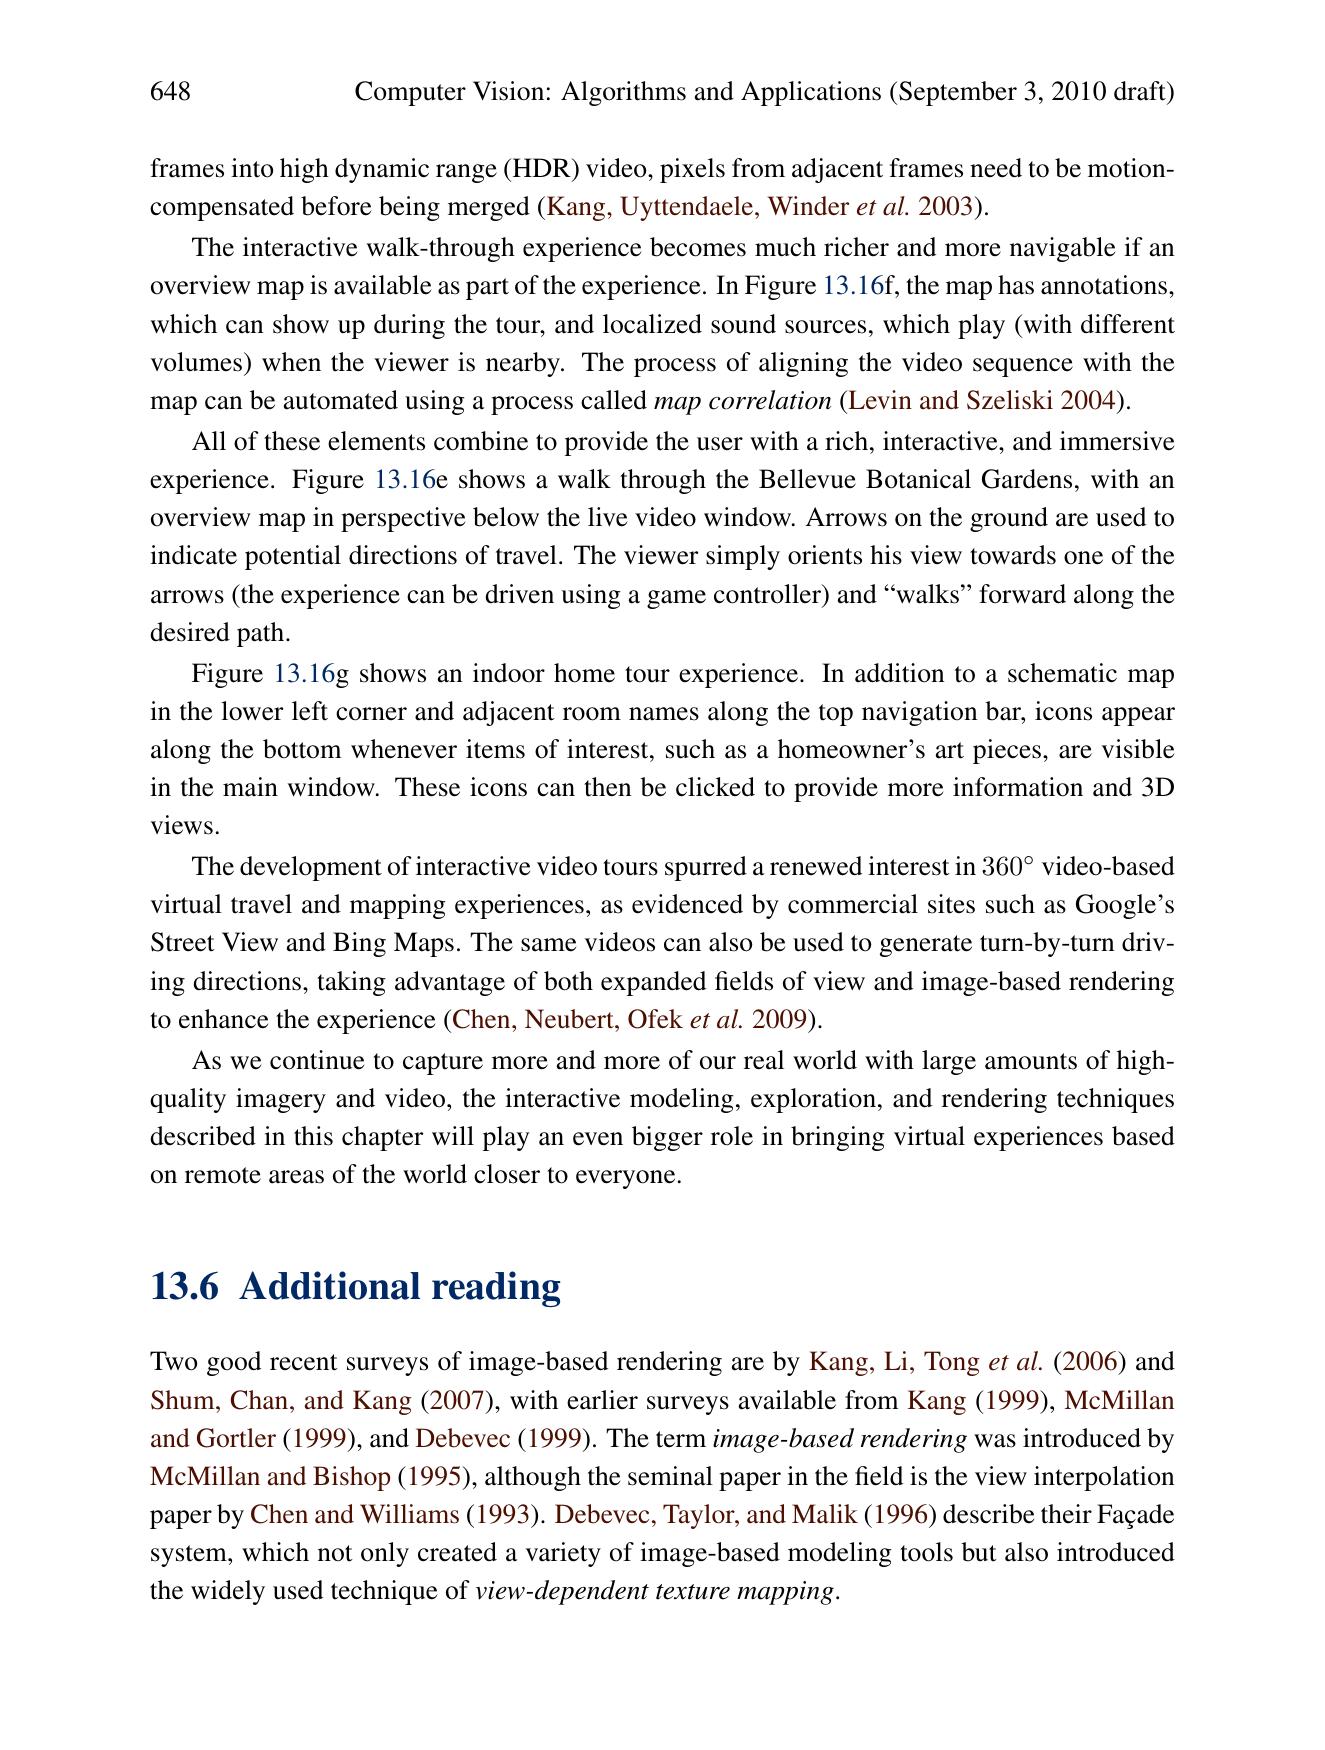 648 Computer Vision: Algorithms and Applications (September 3, 2010 draft)
frames into high dynamic range (HDR) video, pixels from adjacent frames need to be motion-
compensated before being merged (Kang, Uyttendaele, Winder et al. 2003).
The interactive walk-through experience becomes much richer and more navigable if an
overview map is available as part of the experience. In Figure 13.16f, the map has annotations,
which can show up during the tour, and localized sound sources, which play (with different
volumes) when the viewer is nearby. The process of aligning the video sequence with the
map can be automated using a process called map correlation (Levin and Szeliski 2004).
All of these elements combine to provide the user with a rich, interactive, and immersive
experience. Figure 13.16e shows a walk through the Bellevue Botanical Gardens, with an
overview map in perspective below the live video window. Arrows on the ground are used to
indicate potential directions of travel. The viewer simply orients his view towards one of the
arrows (the experience can be driven using a game controller) and “walks” forward along the
desired path.
Figure 13.16g shows an indoor home tour experience. In addition to a schematic map
in the lower left corner and adjacent room names along the top navigation bar, icons appear
along the bottom whenever items of interest, such as a homeowner’s art pieces, are visible
in the main window. These icons can then be clicked to provide more information and 3D
views.
The development of interactive video tours spurred a renewed interest in 360° video-based
virtual travel and mapping experiences, as evidenced by commercial sites such as Google’s
Street View and Bing Maps. The same videos can also be used to generate turn-by-turn driv-
ing directions, taking advantage of both expanded fields of view and image-based rendering
to enhance the experience (Chen, Neubert, Ofek et al. 2009).
As we continue to capture more and more of our real world with large amounts of high-
quality imagery and video, the interactive modeling, exploration, and rendering techniques
described in this chapter will play an even bigger role in bringing virtual experiences based
on remote areas of the world closer to everyone.
13.6 Additional reading
Two good recent surveys of image-based rendering are by Kang, Li, Tong et al. (2006) and
Shum, Chan, and Kang (2007), with earlier surveys available from Kang (1999), McMillan
and Gortler (1999), and Debevec (1999). The term image-based rendering was introduced by
McMillan and Bishop (1995), although the seminal paper in the field is the view interpolation
paper by Chen and Williams (1993). Debevec, Taylor, and Malik (1996) describe their Façade
system, which not only created a variety of image-based modeling tools but also introduced
the widely used technique of view-dependent texture mapping.